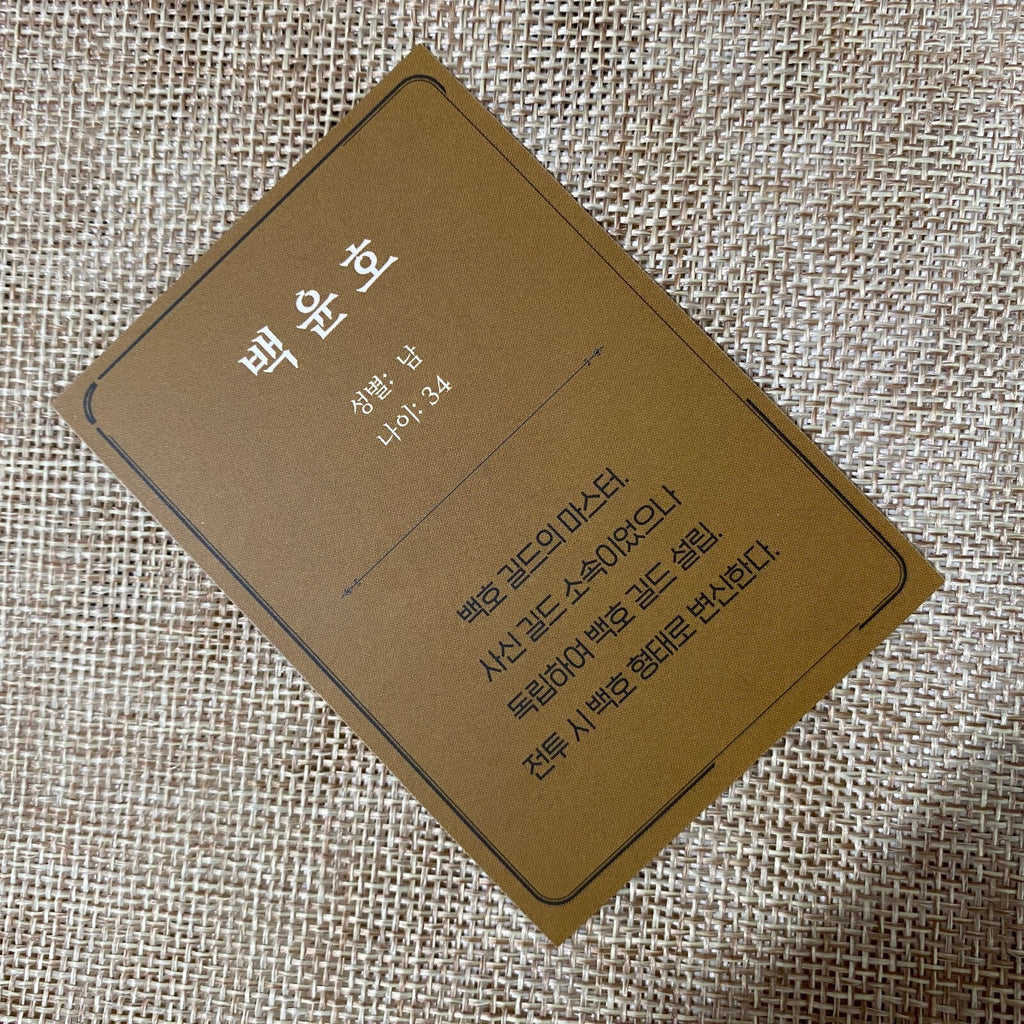 백윤호
성별: 남
나이: 34
백호 길드의 마스터.
사신 길드 소속이었으나
독립하여 백호 길드 설립.
전투 시 백호 형태로 변신한다.